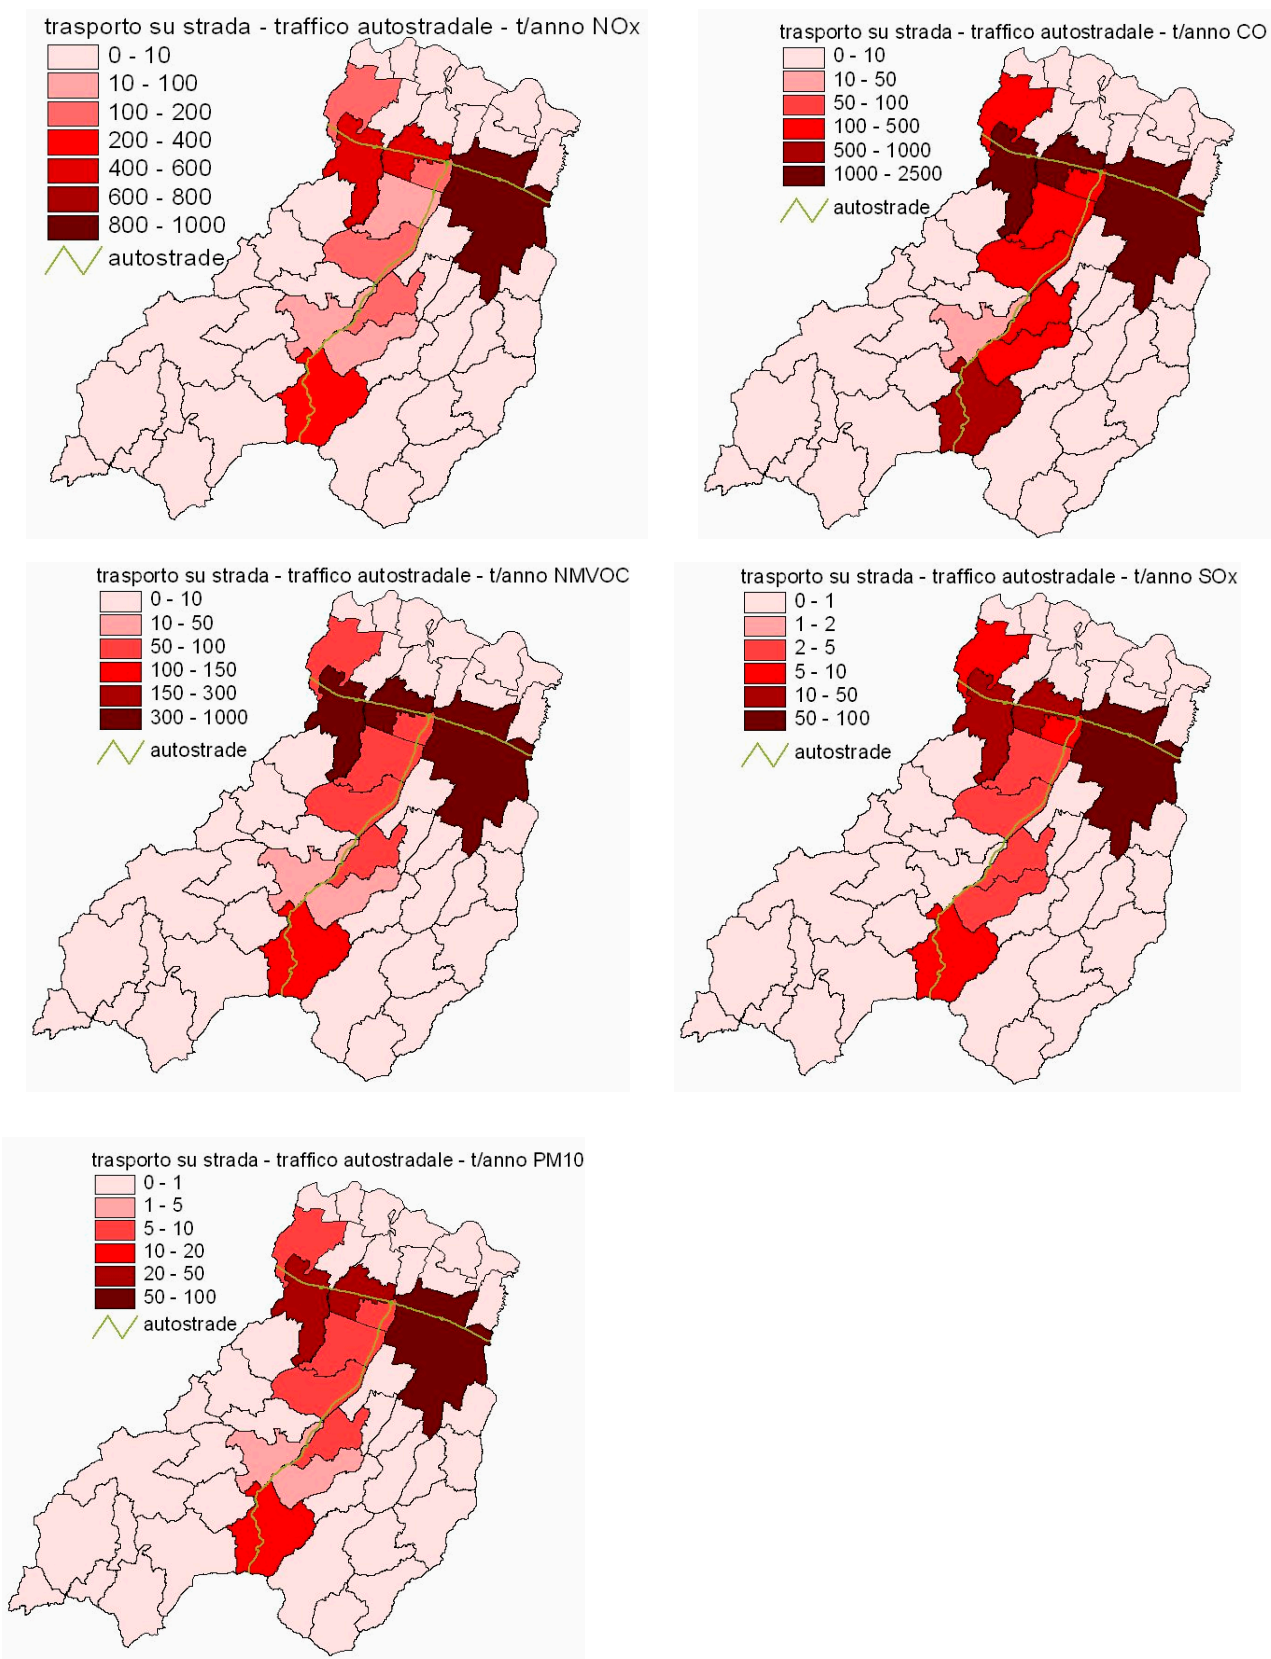 trasporto su strada - traffico autostradale - t/anno NOx
0 - 10
10 - 100
100 - 200
200 - 400
400 - 600
600 - 800
800 - 1000
autostrade
trasporto su strada - traffico autostradale - t/anno CO
0 - 10
10 - 50
50 - 100
100 - 500
500 - 1000
1000 - 2500
autostrade
trasporto su strada - traffico autostradale - t/anno NMVOC
0 - 10
10 - 50
50 - 100
100 - 150
150 - 300
300 - 1000
autostrade
trasporto su strada - traffico autostradale - t/anno SOx
0 - 1
1 - 2
2 - 5
5 - 10
10 - 50
50 - 100
autostrade
trasporto su strada - traffico autostradale - t/anno PM10
0 - 1
1 - 5
5 - 10
10 - 20
20 - 50
50 - 100
autostrade